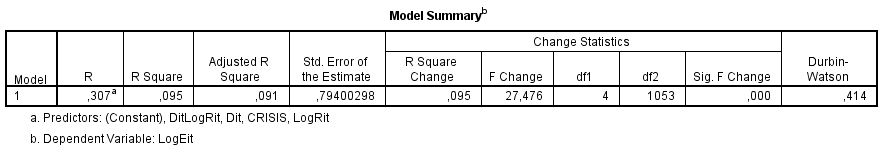 Model Summaryb
Change Statistics
Model R R Square Adjusted R Square Std. Error of the Estimate R Square Change F Change df1 df2 Sig. F Change Durbin-Watson
1 ,307a ,095 ,091 ,79400298 ,095 27,476 4 1053 ,000 ,414
a. Predictors: (Constant), DitLogRit, Dit, CRISIS, LogRit
b. Dependent Variable: LogEit